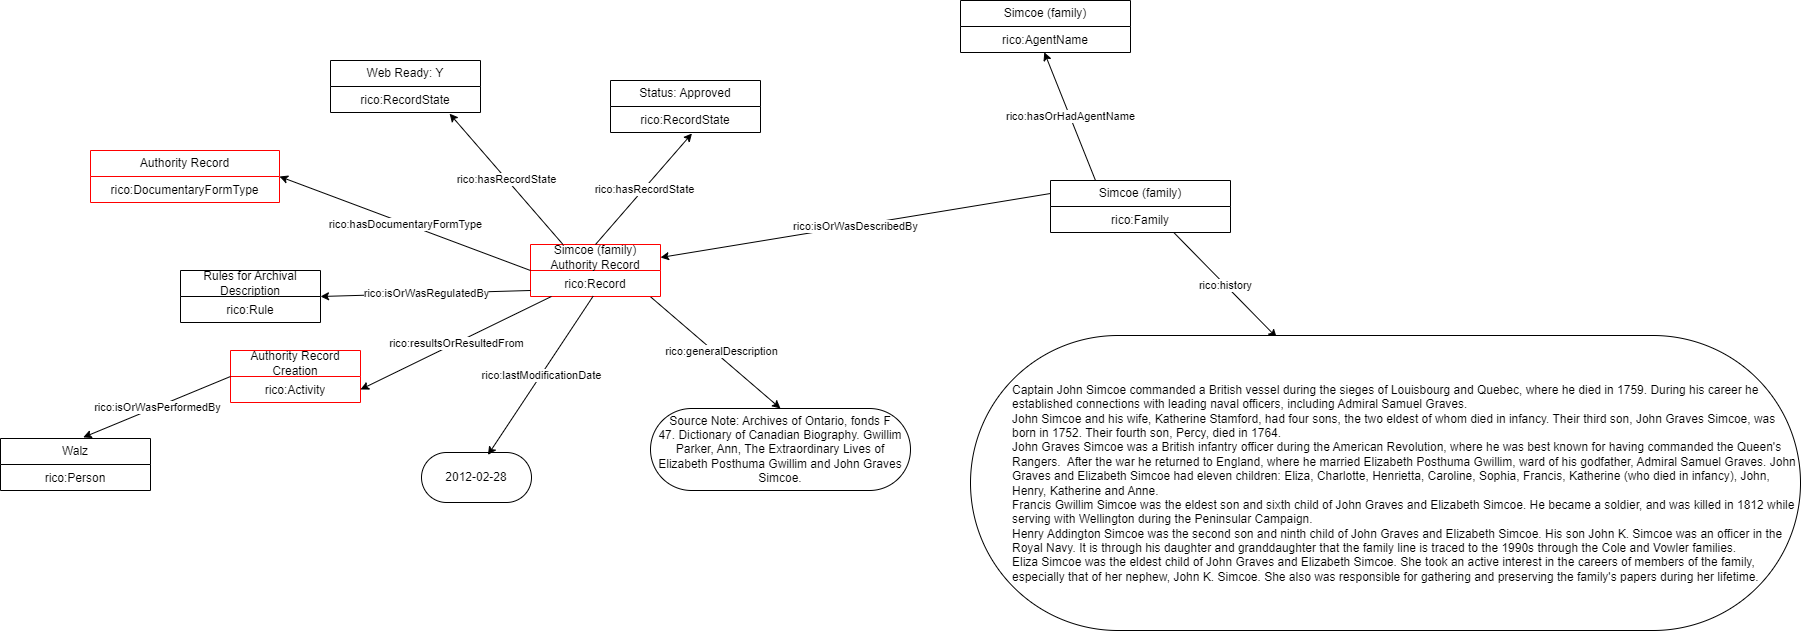 Simcoe (family)
rico:AgentName
Web Ready: Y
rico:RecordState
Status: Approved
rico:RecordState
rico:hasOrHadAgentName
Authority Record
rico:DocumentaryFormType
rico:hasRecordState
rico:hasRecordState
Simcoe (family)
rico:Family
rico:hasDocumentaryFormType
rico:isOrWasDescribedBy
Simcoe (family)
Authority Record
rico:Record
Rules for Archival
Description
rico:Rule
rico:isOrWasRegulatedBy
rico:history
rico:resultsOrResultedFrom
rico:generalDescription
Authority Record
Creation
rico:Activity
rico:lastModificationDate
rico:isOrWasPerformedBy
Walz
rico:Person
2012-02-28
Source Note: Archives of Ontario, fonds F
47. Dictionary of Canadian Biography. Gwillim
Parker, Ann, The Extraordinary Lives of
Elizabeth Posthuma Gwillim and John Graves
Simcoe.
Captain John Simcoe commanded a British vessel during the sieges of Louisbourg and Quebec, where he died in 1759. During his career he
established connections with leading naval officers, including Admiral Samuel Graves.
John Simcoe and his wife, Katherine Stamford, had four sons, the two eldest of whom died in infancy. Their third son, John Graves Simcoe, was
born in 1752. Their fourth son, Percy, died in 1764.
John Graves Simcoe was a British infantry officer during the American Revolution, where he was best known for having commanded the Queen's
Rangers.  After the war he returned to England, where he married Elizabeth Posthuma Gwillim, ward of his godfather, Admiral Samuel Graves. John
Graves and Elizabeth Simcoe had eleven children: Eliza, Charlotte, Henrietta, Caroline, Sophia, Francis, Katherine (who died in infancy), John,
Henry, Katherine and Anne.
Francis Gwillim Simcoe was the eldest son and sixth child of John Graves and Elizabeth Simcoe. He became a soldier, and was killed in 1812 while
serving with Wellington during the Peninsular Campaign.
Henry Addington Simcoe was the second son and ninth child of John Graves and Elizabeth Simcoe. His son John K. Simcoe was an officer in the
Royal Navy. It is through his daughter and granddaughter that the family line is traced to the 1990s through the Cole and Vowler families.
Eliza Simcoe was the eldest child of John Graves and Elizabeth Simcoe. She took an active interest in the careers of members of the family,
especially that of her nephew, John K. Simcoe. She also was responsible for gathering and preserving the family's papers during her lifetime.